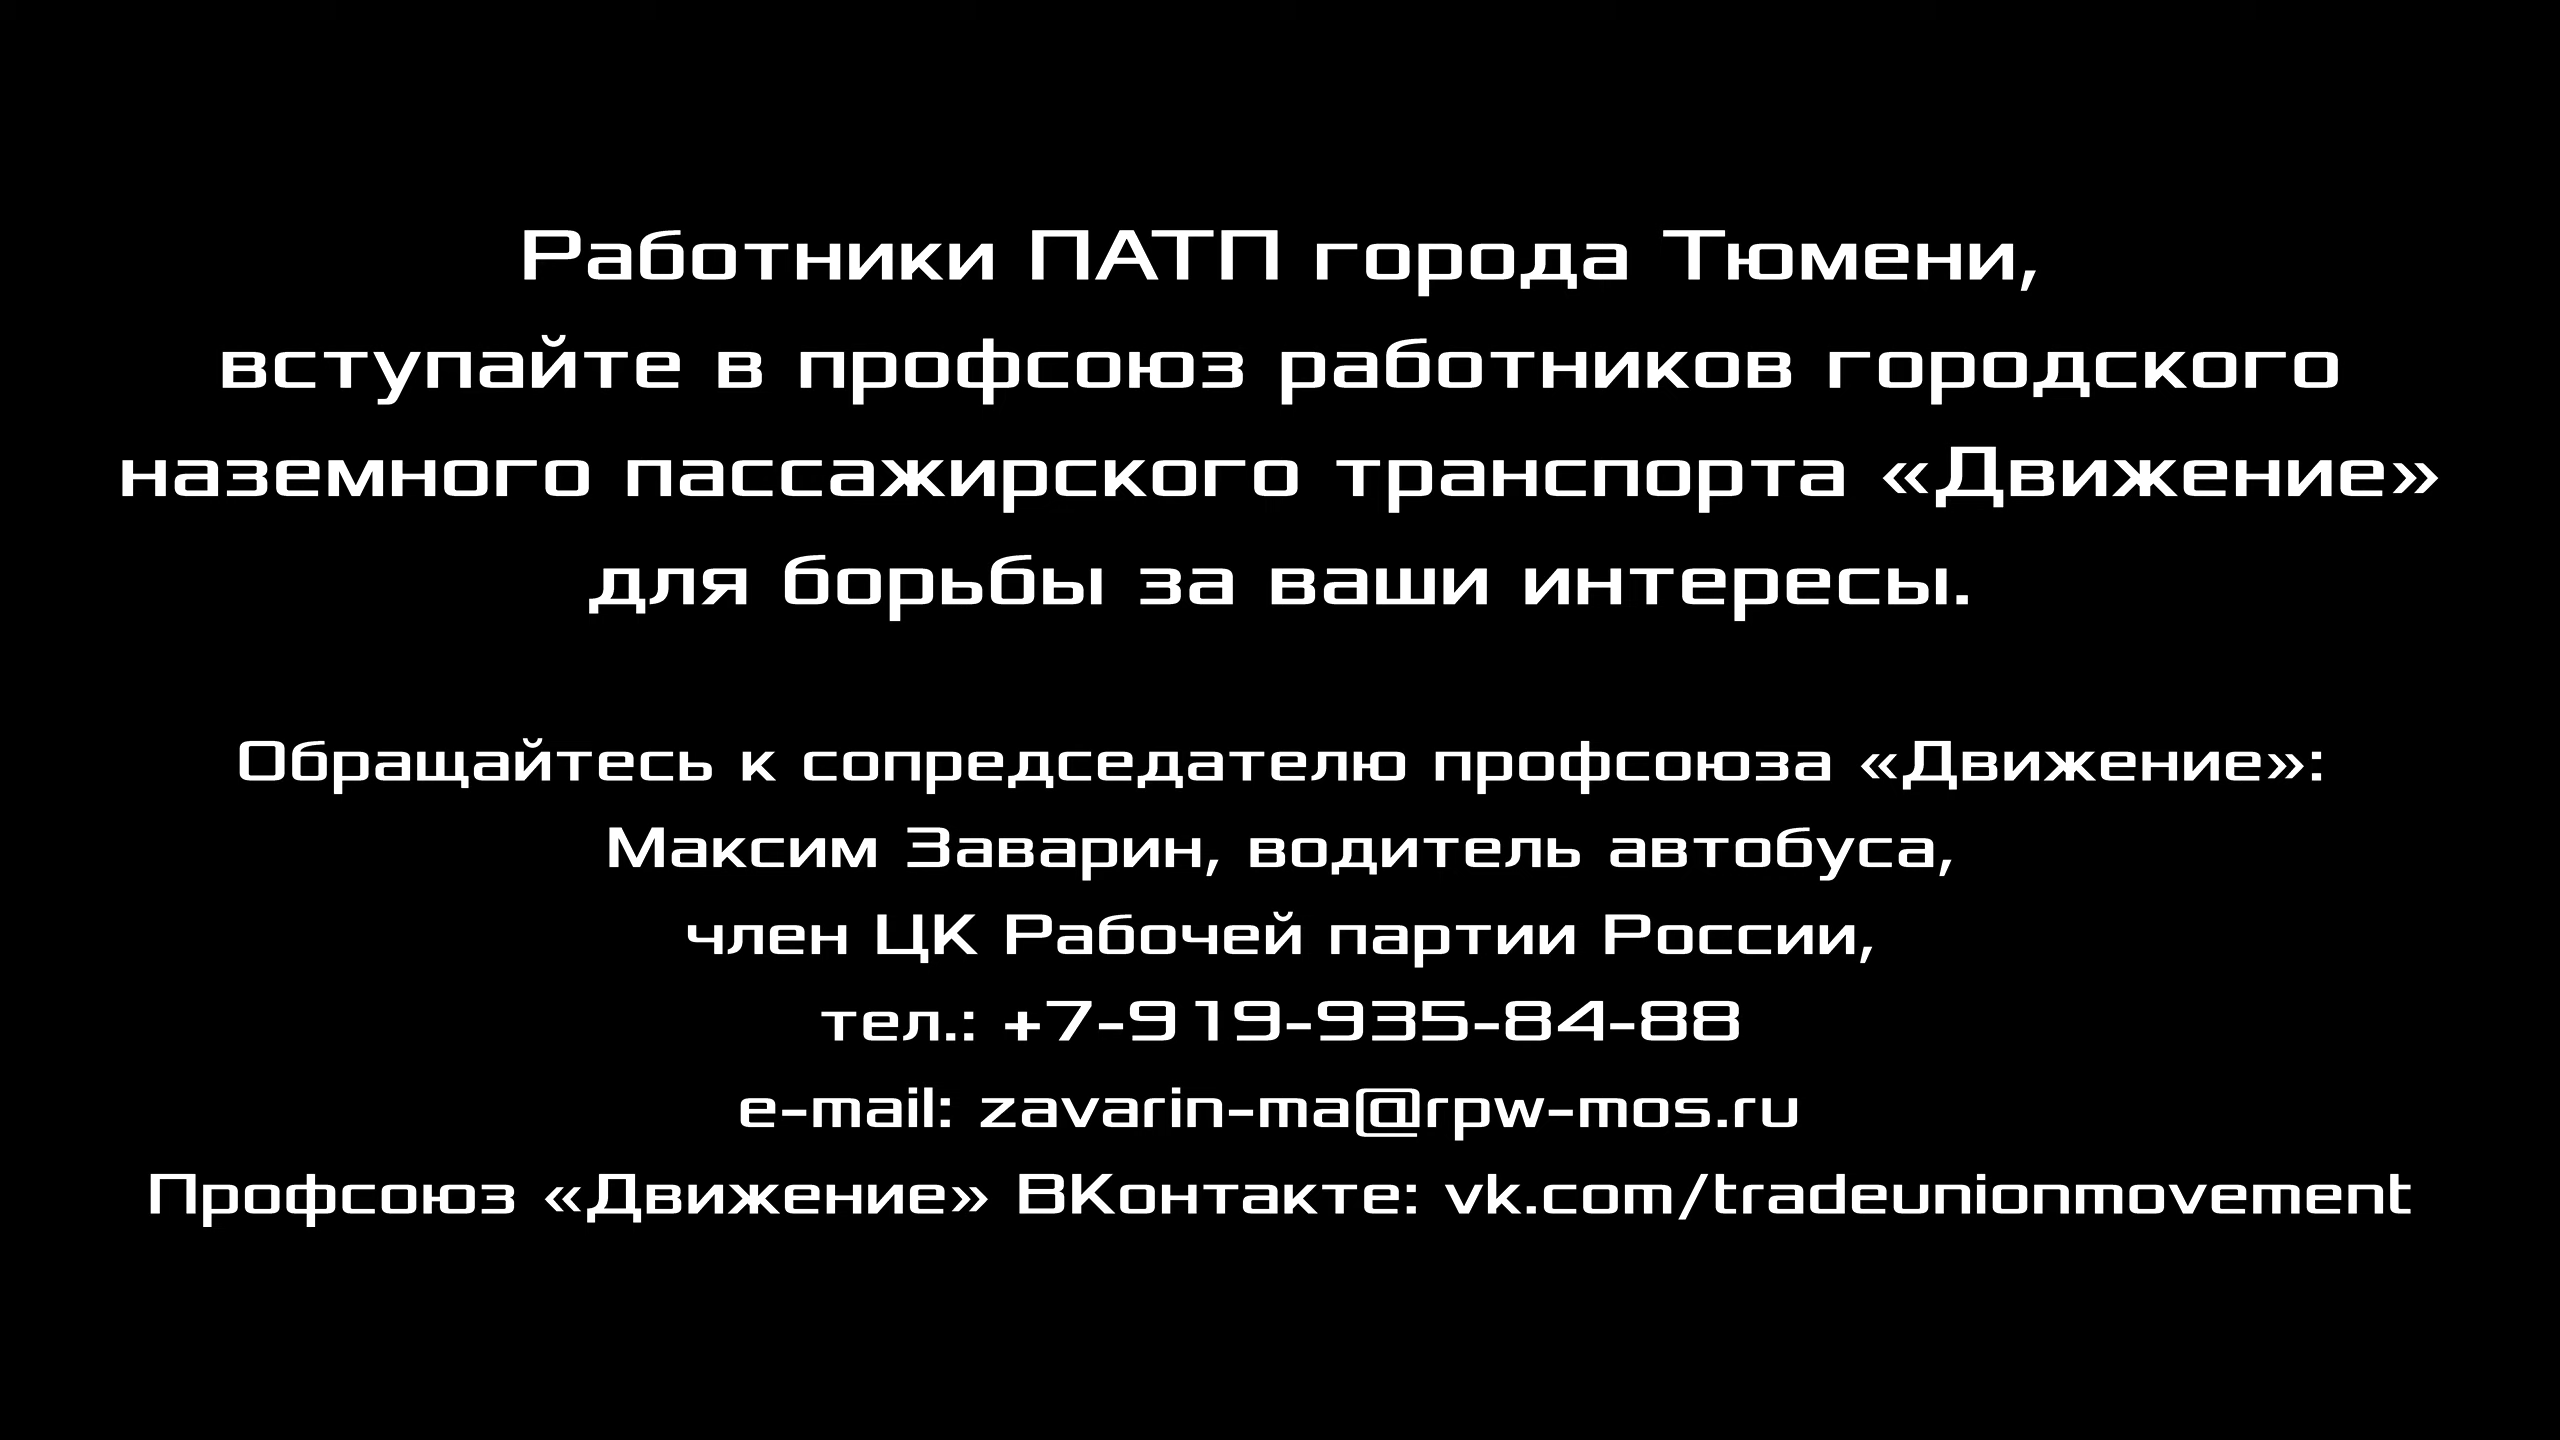 Работники ПАТП города Тюмени,
вступайте в профсоюз работников городского
наземного пассажирского транспорта «Движение»
для борьбы за ваши интересы.
Обращайтесь к сопредседателю профсоюза «Движение»:
Максим Заварин, водитель автобуса,
член ЦК Рабочей партии России,
тел.: +7-919-935-84-88
e-mail: zavarin-ma@rpw-mos.ru
Профсоюз «Движение» ВКонтакте: vk.com/tradeunionmovement